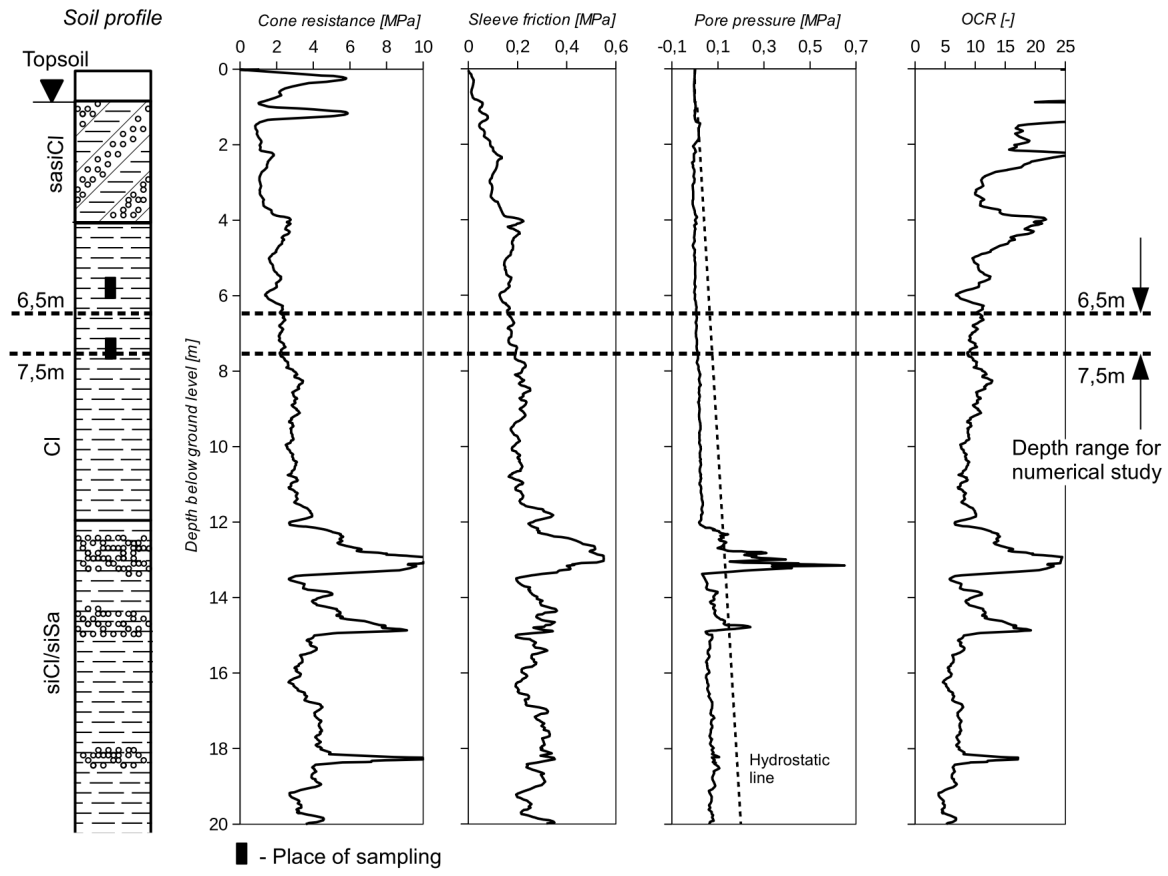 Soil profile
Cone resistance [MPa]
Sleeve friction [MPa]
Pore pressure [MPa]
OCR [-]
Topsoil
0 2 4 6 8 10
0 0,2 0,4 0,6
-0,1 0,1 0,3 0,5 0,7
0 5 10 15 20 25
0
2
4
6
8
10
12
14
16
18
20
Depth below ground level [m]
sasiCl
Cl
siCl/siSa
6,5m
7,5m
6,5m
7,5m
Depth range for
numerical study
Hydrostatic
line
- Place of sampling